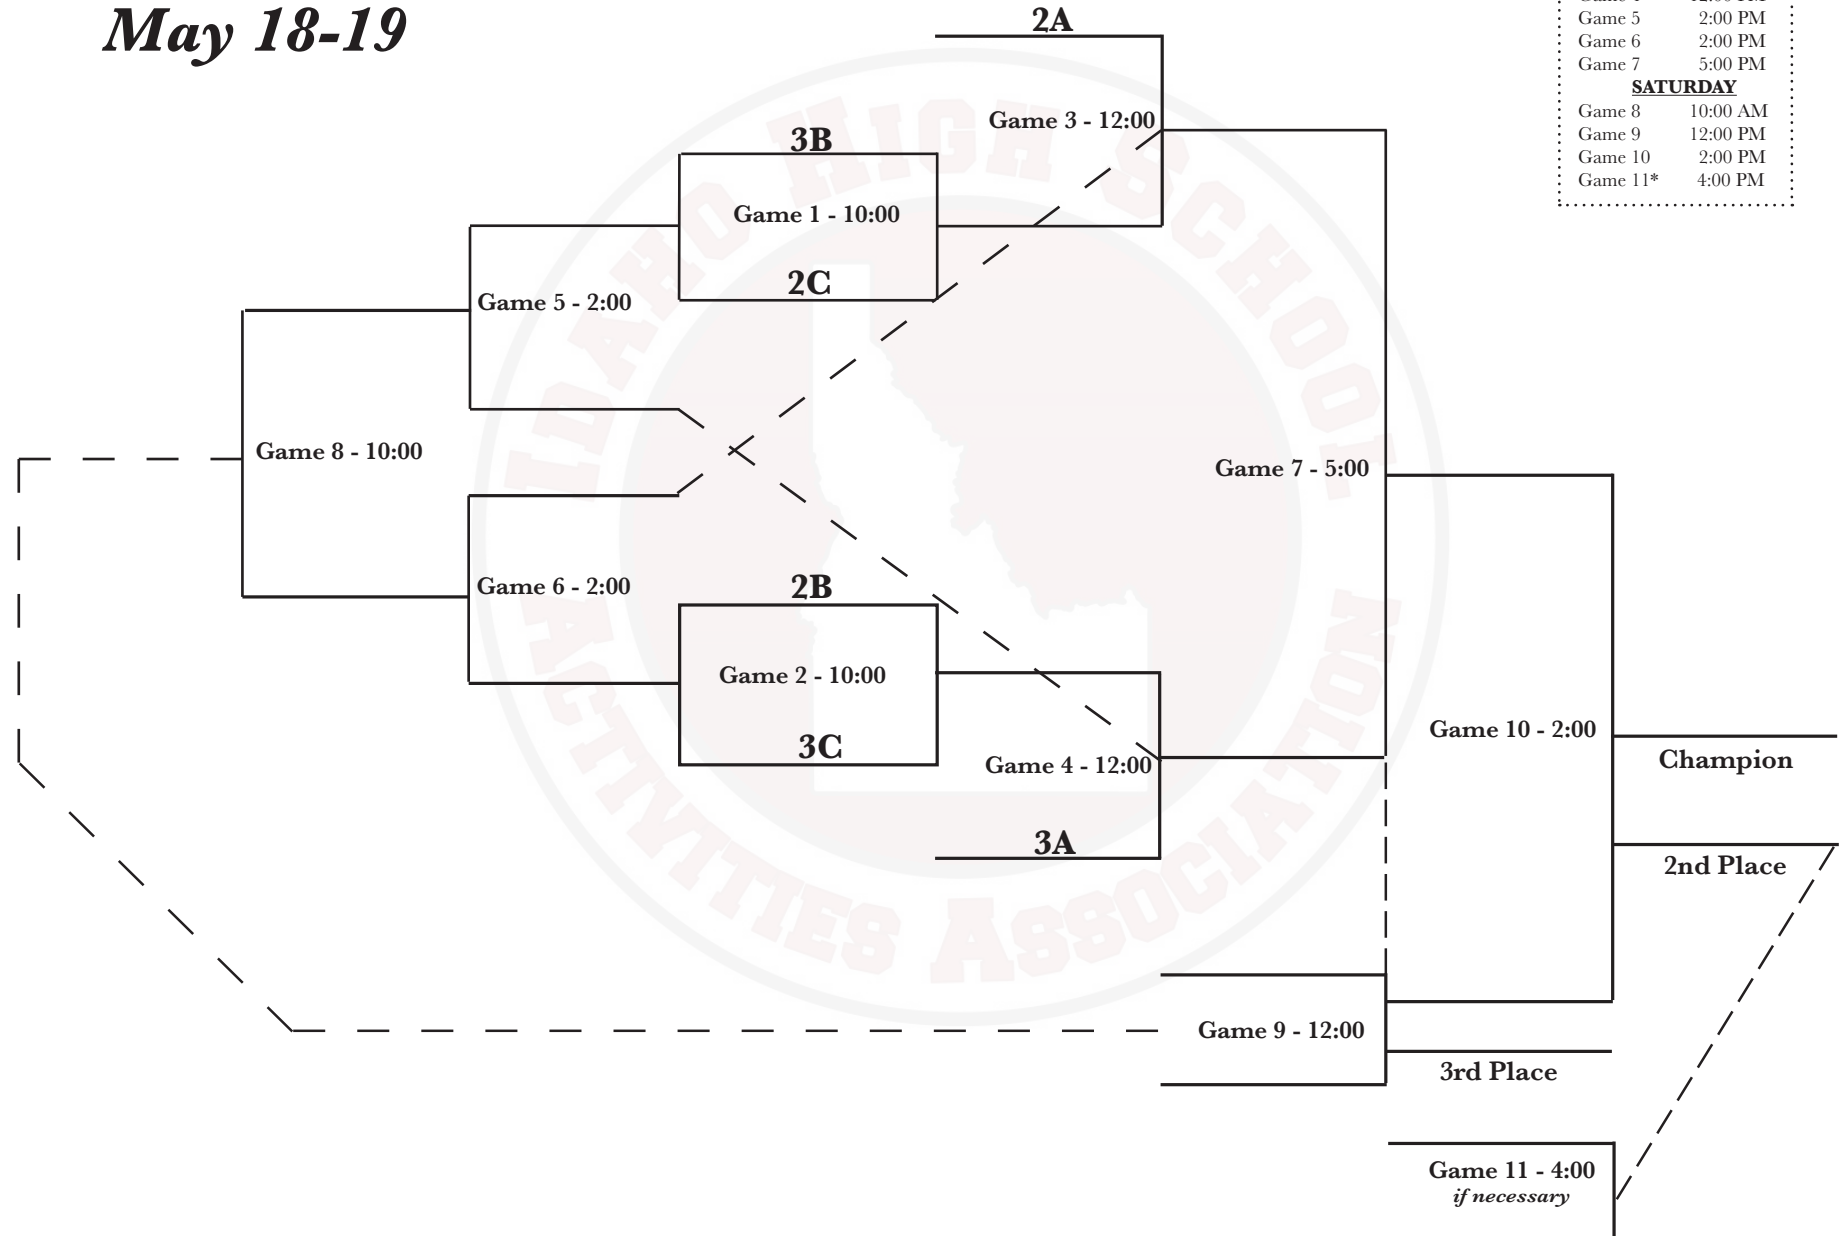 May 18-19
2A
Game 5 2:00 PM
Game 6 2:00 PM
Game 7 5:00 PM
SATURDAY
Game 8 10:00 AM
Game 9 12:00 PM
Game 10 2:00 PM
Game 11* 4:00 PM
Game 3 - 12:00
3B
Game 1 - 10:00
2C
Game 5 - 2:00
Game 8 - 10:00
Game 7 - 5:00
Game 6 - 2:00
2B
Game 2 - 10:00
3C
Game 4 - 12:00
3A
Game 10 - 2:00
Champion
2nd Place
Game 9 - 12:00
3rd Place
Game 11 - 4:00
if necessary
IDAHO HIGH SCHOOL
ACTIVITIES ASSOCIATION